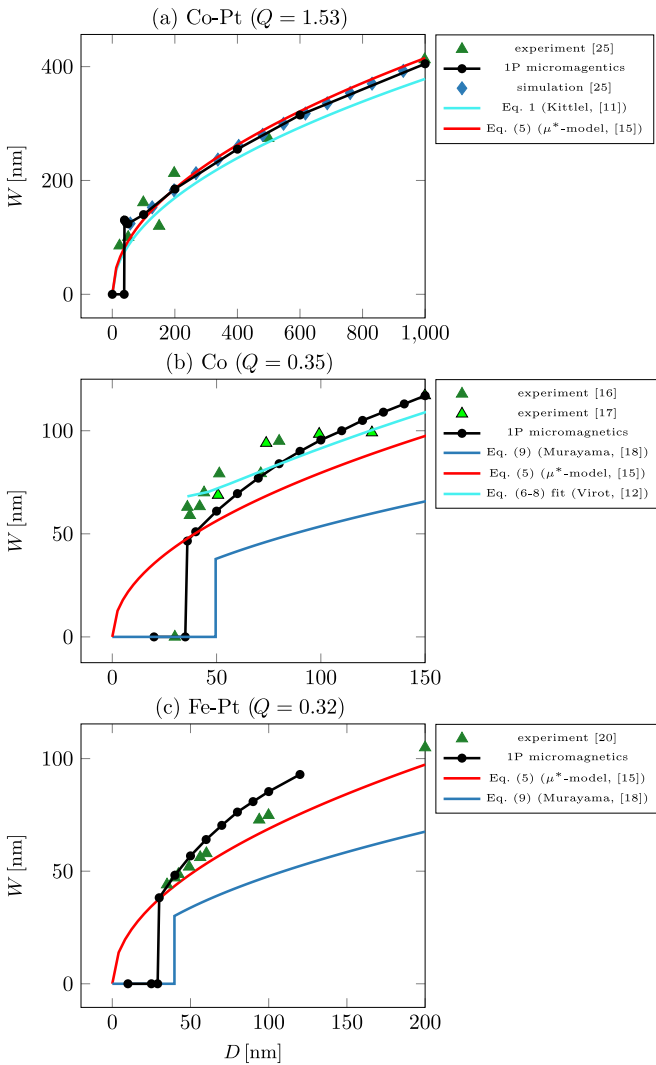 (a) Co-Pt (Q = 1.53)
400
200
0
W [nm]
0 200 400 600 800 1,000
experiment [25]
1P micromagentics
simulation [25]
Eq. 1 (Kittlel, [11])
Eq. (5) (μ*-model, [15])
(b) Co (Q = 0.35)
100
50
0
W [nm]
0 50 100 150
experiment [16]
experiment [17]
1P micromagnetics
Eq. (9) (Murayama, [18])
Eq. (5) (μ*-model, [15])
Eq. (6-8) fit (Virot, [12])
(c) Fe-Pt (Q = 0.32)
100
50
0
W [nm]
0 50 100 150 200
D [nm]
experiment [20]
1P micromagnetics
Eq. (5) (μ*-model, [15])
Eq. (9) (Murayama, [18])